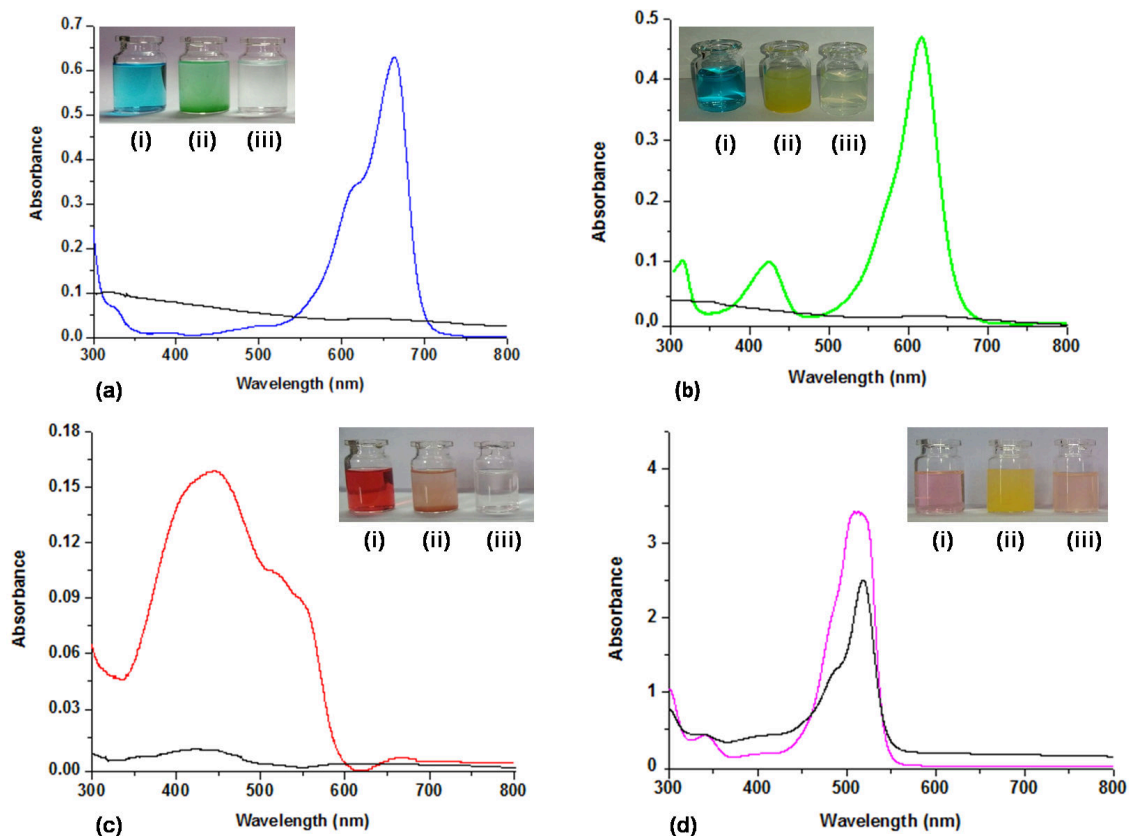 0.7
0.6
0.5
0.4
0.3
0.2
0.1
0.0
Absorbance
(i) (ii) (iii)
300 400 500 600 700 800
Wavelength (nm)
(a)
0.5
0.4
0.3
0.2
0.1
0,0
Absorbance
(i) (ii) (iii)
300 400 500 600 700 800
Wavelength (nm)
(b)
0.18
0.15
0.12
0.09
0.06
0.03
0.00
Absorbance
(i) (ii) (iii)
300 400 500 600 700 800
Wavelength (nm)
(c)
4
3
2
1
0
Absorbance
(i) (ii) (iii)
300 400 500 600 700 800
Wavelength (nm)
(d)